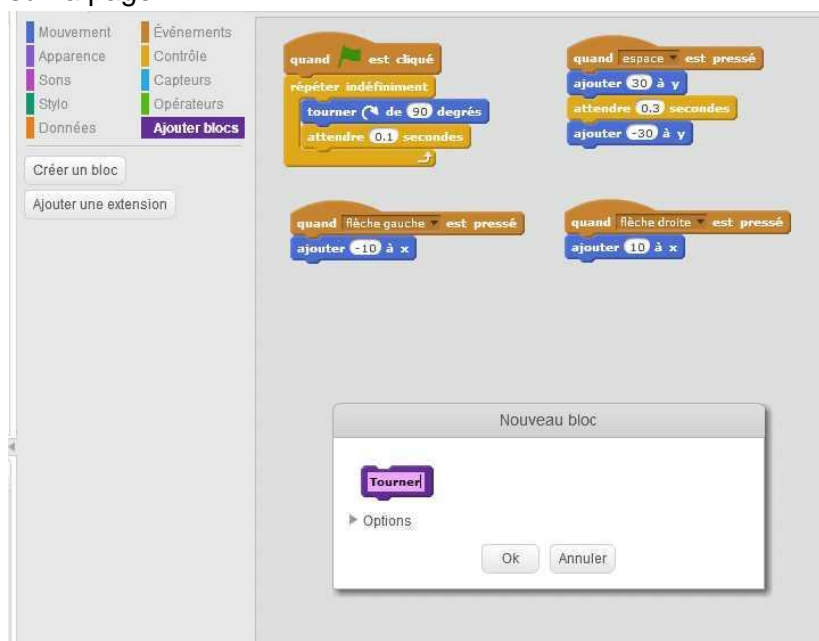 Mouvement
Événements
Apparence
Contrôle
Sons
Capteurs
Stylo
Opérateurs
Données
Ajouter blocs
Créer un bloc
Ajouter une extension
quand est cliqué
répéter indéfiniment
tourner de 90 degrés
attendre 0.1 secondes
quand espace est pressé
ajouter 30 à y
attendre 0.3 secondes
ajouter -30 à y
quand flèche gauche est pressé
ajouter -10 à x
quand flèche droite est pressé
ajouter 10 à x
Nouveau bloc
Tourner
Options
Ok
Annuler